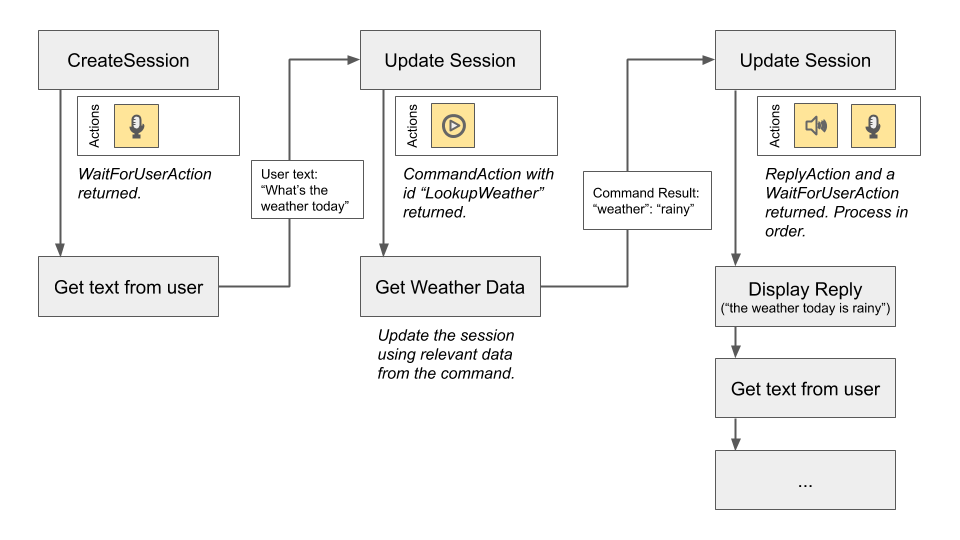 CreateSession
Actions
WaitForUserAction
returned.
Get text from user
User text:
“What’s the
weather today”
Update Session
Actions
CommandAction with
id “LookupWeather”
returned.
Get Weather Data
Update the session
using relevant data
from the command.
Command Result:
“weather”: “rainy”
Update Session
Actions
ReplyAction and a
WaitForUserAction
returned. Process in
order.
Display Reply
(“the weather today is rainy”)
Get text from user
...